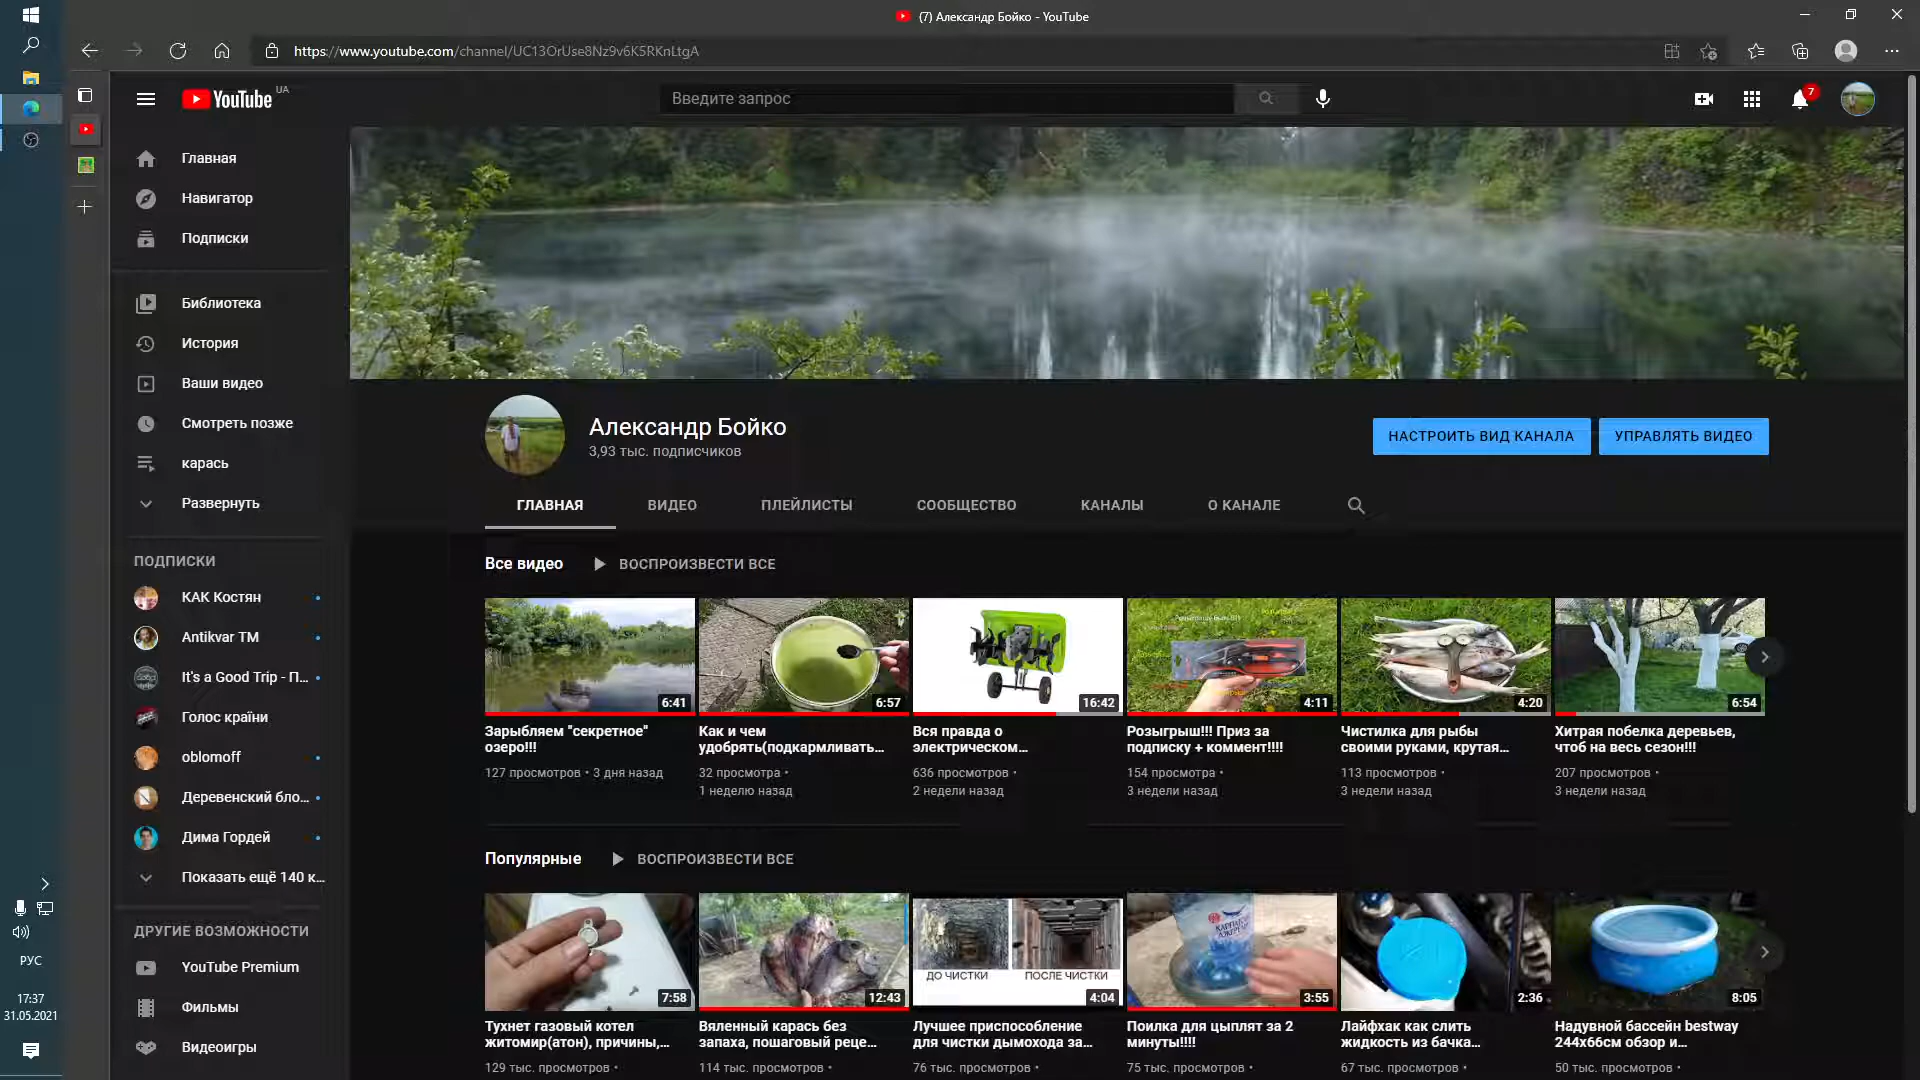 (7) Александр Бойко - YouTube
https://www.youtube.com/channel/UC13OrUse8Nz9v6K5RKnLtgA
YouTube UA
Введите запрос
7
Главная
Навигатор
Подписки
Библиотека
История
Ваши видео
Смотреть позже
карась
Развернуть
ПОДПИСКИ
КАК Костян
Antikvar TM
It's a Good Trip - П...
Голос країни
oblomoff
Деревенский бло...
Дима Гордей
Показать ещё 140 к...
ДРУГИЕ ВОЗМОЖНОСТИ
YouTube Premium
Фильмы
Видеоигры
РУС
17:37
31.05.2021
Александр Бойко
3,93 тыс. подписчиков
НАСТРОИТЬ ВИД КАНАЛА
УПРАВЛЯТЬ ВИДЕО
ГЛАВНАЯ ВИДЕО ПЛЕЙЛИСТЫ СООБЩЕСТВО КАНАЛЫ О КАНАЛЕ
Все видео ВОСПРОИЗВЕСТИ ВСЕ
6:41
Зарыбляем "секретное"
озеро!!!
127 просмотров • 3 дня назад
6:57
Как и чем
удобрять(подкармливать...
32 просмотра •
1 неделю назад
16:42
Вся правда о
электрическом...
636 просмотров •
2 недели назад
4:11
Розыгрыш!!! Приз за
подписку + коммент!!!!
154 просмотра •
3 недели назад
4:20
Чистилка для рыбы
своими руками, крутая...
113 просмотров •
3 недели назад
6:54
Хитрая побелка деревьев,
чтоб на весь сезон!!!
207 просмотров •
3 недели назад
Популярные ВОСПРОИЗВЕСТИ ВСЕ
7:58
Тухнет газовый котел
житомир(атон), причины,...
129 тыс. просмотров •
12:43
Вяленный карась без
запаха, пошаговый реце...
114 тыс. просмотров •
ДО ЧИСТКИ ПОСЛЕ ЧИСТКИ
4:04
Лучшее приспособление
для чистки дымохода за...
76 тыс. просмотров •
3:55
Поилка для цыплят за 2
минуты!!!!
75 тыс. просмотров •
2:36
Лайфхак как слить
жидкость из бачка...
67 тыс. просмотров •
8:05
Надувной бассейн bestway
244х66см обзор и...
50 тыс. просмотров •